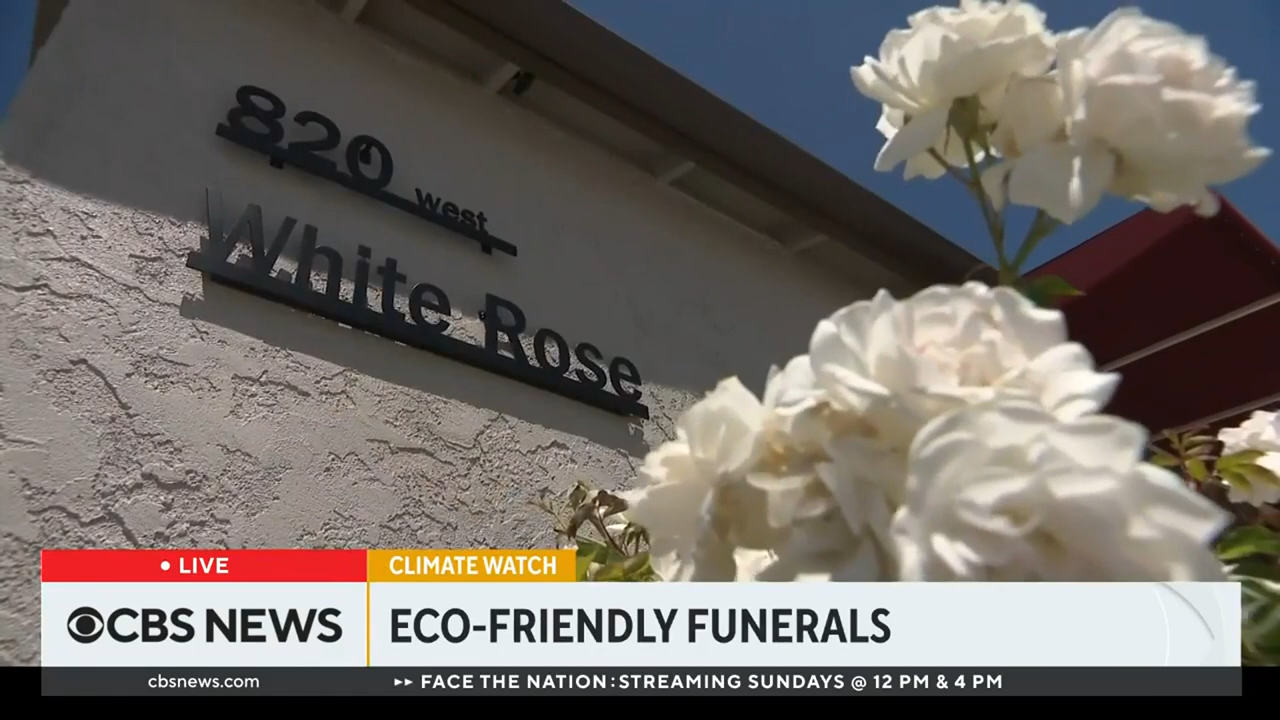 820 west
White Rose
• LIVE
CLIMATE WATCH
CBS NEWS
ECO-FRIENDLY FUNERALS
cbsnews.com
▸▸ FACE THE NATION: STREAMING SUNDAYS @ 12 PM & 4 PM